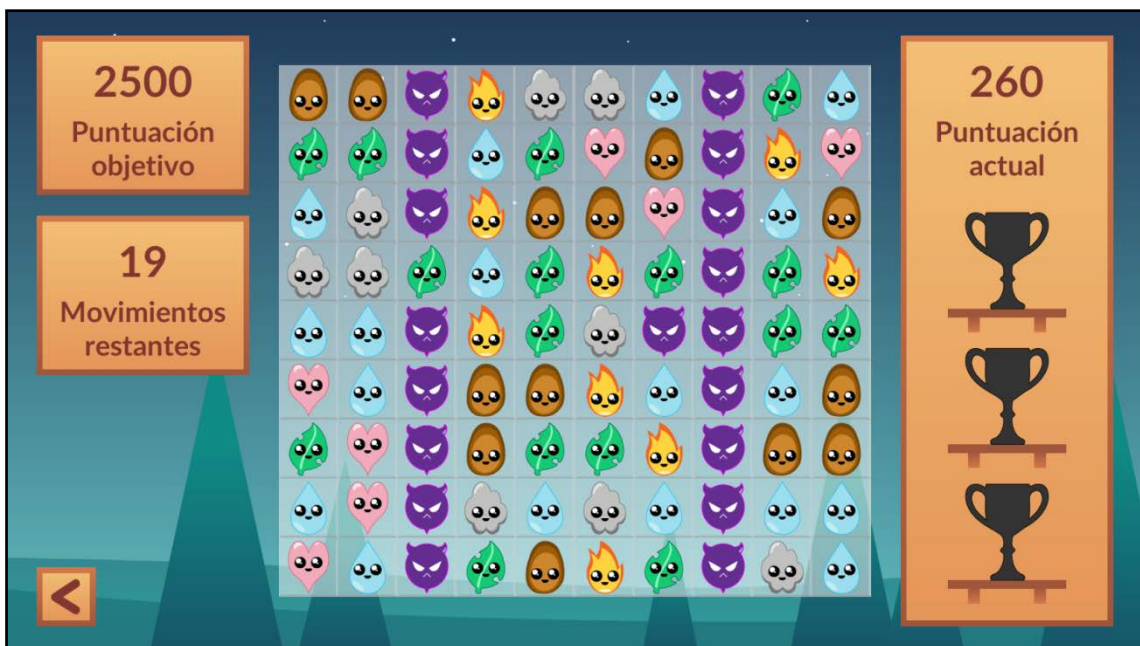 2500
Puntuación
objetivo
19
Movimientos
restantes
260
Puntuación
actual